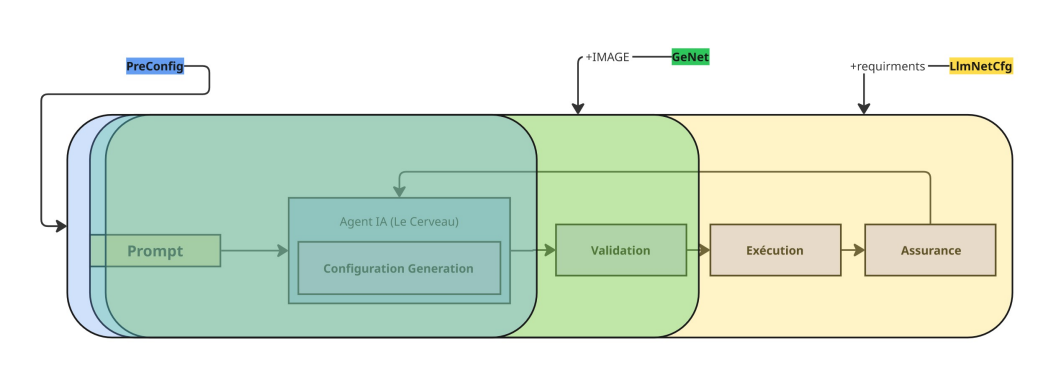 PreConfig
+IMAGE
GeNet
+requirments
LlmNetCfg
Prompt
Agent IA (Le Cerveau)
Configuration Generation
Validation
Exécution
Assurance